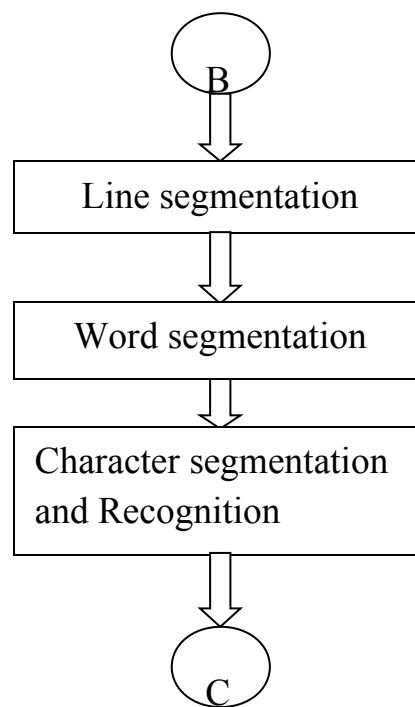 B
Line segmentation
Word segmentation
Character segmentation
and Recognition
C